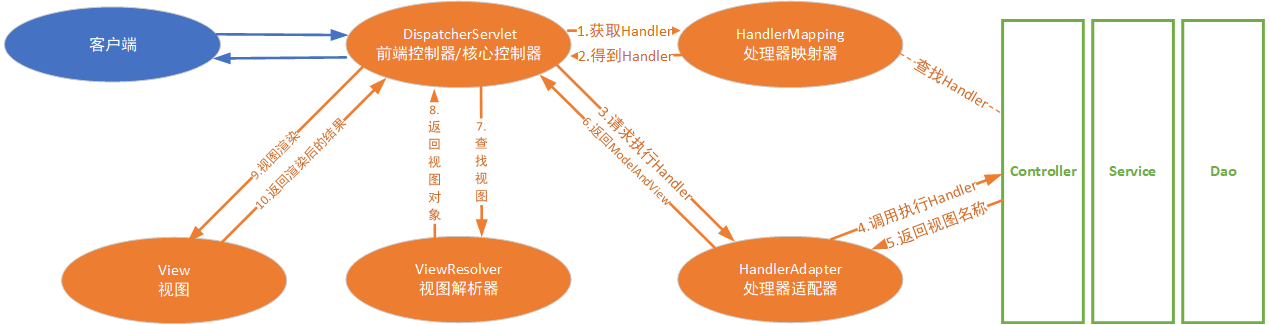 客户端
DispatcherServlet
前端控制器/核心控制器
1.获取Handler
2.得到Handler
HandlerMapping
处理器映射器
查找Handler
3.请求执行Handler
6.返回ModelAndView
8.返回视图对象
7.查找视图
9.视图渲染
10.返回渲染后的结果
4.调用执行Handler
5.返回视图名称
Controller
Service
Dao
View
视图
ViewResolver
视图解析器
HandlerAdapter
处理器适配器